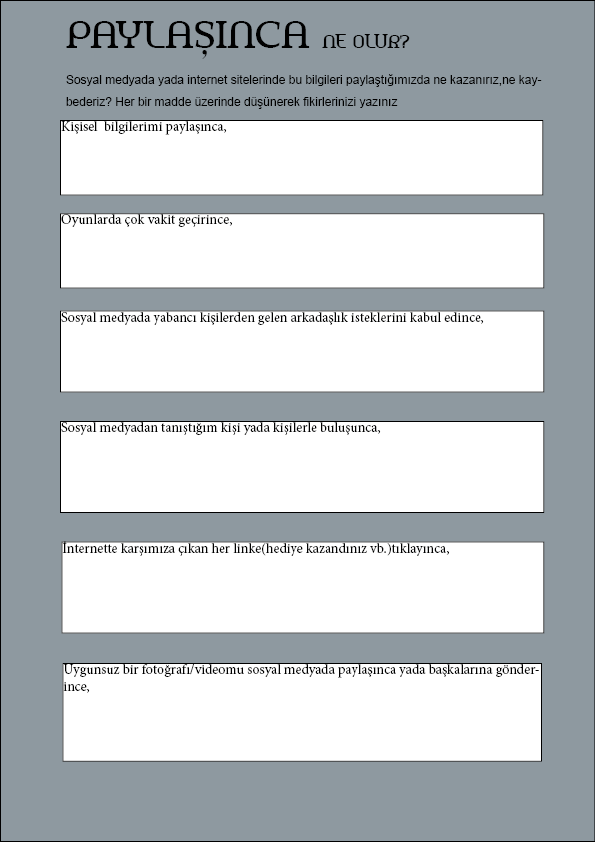 PAYLAŞINCA NE OLUR?
Sosyal medyada yada internet sitelerinde bu bilgileri paylaştığımızda ne kazanırız,ne kay-
bederiz? Her bir madde üzerinde düşünerek fikirlerinizi yazınız
Kişisel  bilgilerimi paylaşınca,
Oyunlarda çok vakit geçirince,
Sosyal medyada yabancı kişilerden gelen arkadaşlık isteklerini kabul edince,
Sosyal medyadan tanıştığım kişi yada kişilerle buluşunca,
İnternette karşımıza çıkan her linke(hediye kazandınız vb.)tıklayınca,
Uygunsuz bir fotoğrafı/videomu sosyal medyada paylaşınca yada başkalarına gönder-
ince,